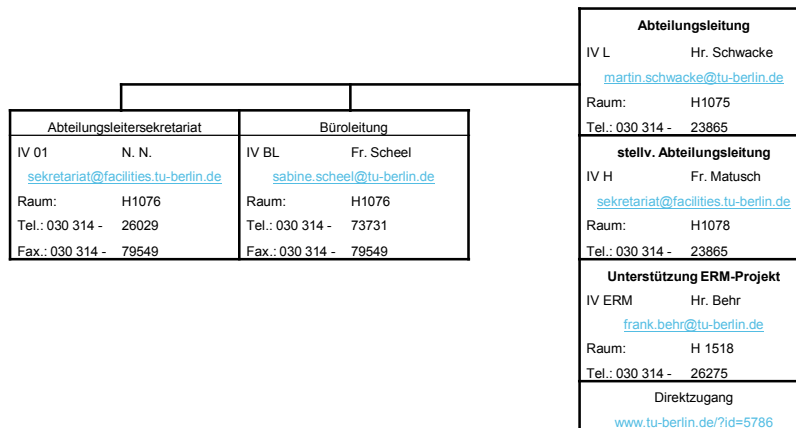 Abteilungsleitung
IV L Hr. Schwacke
martin.schwacke@tu-berlin.de
Raum: H1075
Tel.: 030 314 - 23865
Abteilungsleitersekretariat
IV 01 N. N.
sekretariat@facilities.tu-berlin.de
Raum: H1076
Tel.: 030 314 - 26029
Fax.: 030 314 - 79549
Büroleitung
IV BL Fr. Scheel
sabine.scheel@tu-berlin.de
Raum: H1076
Tel.: 030 314 - 73731
Fax.: 030 314 - 79549
stellv. Abteilungsleitung
IV H Fr. Matusch
sekretariat@facilities.tu-berlin.de
Raum: H1078
Tel.: 030 314 - 23865
Unterstützung ERM-Projekt
IV ERM Hr. Behr
frank.behr@tu-berlin.de
Raum: H 1518
Tel.: 030 314 - 26275
Direktzugang
www.tu-berlin.de/?id=5786